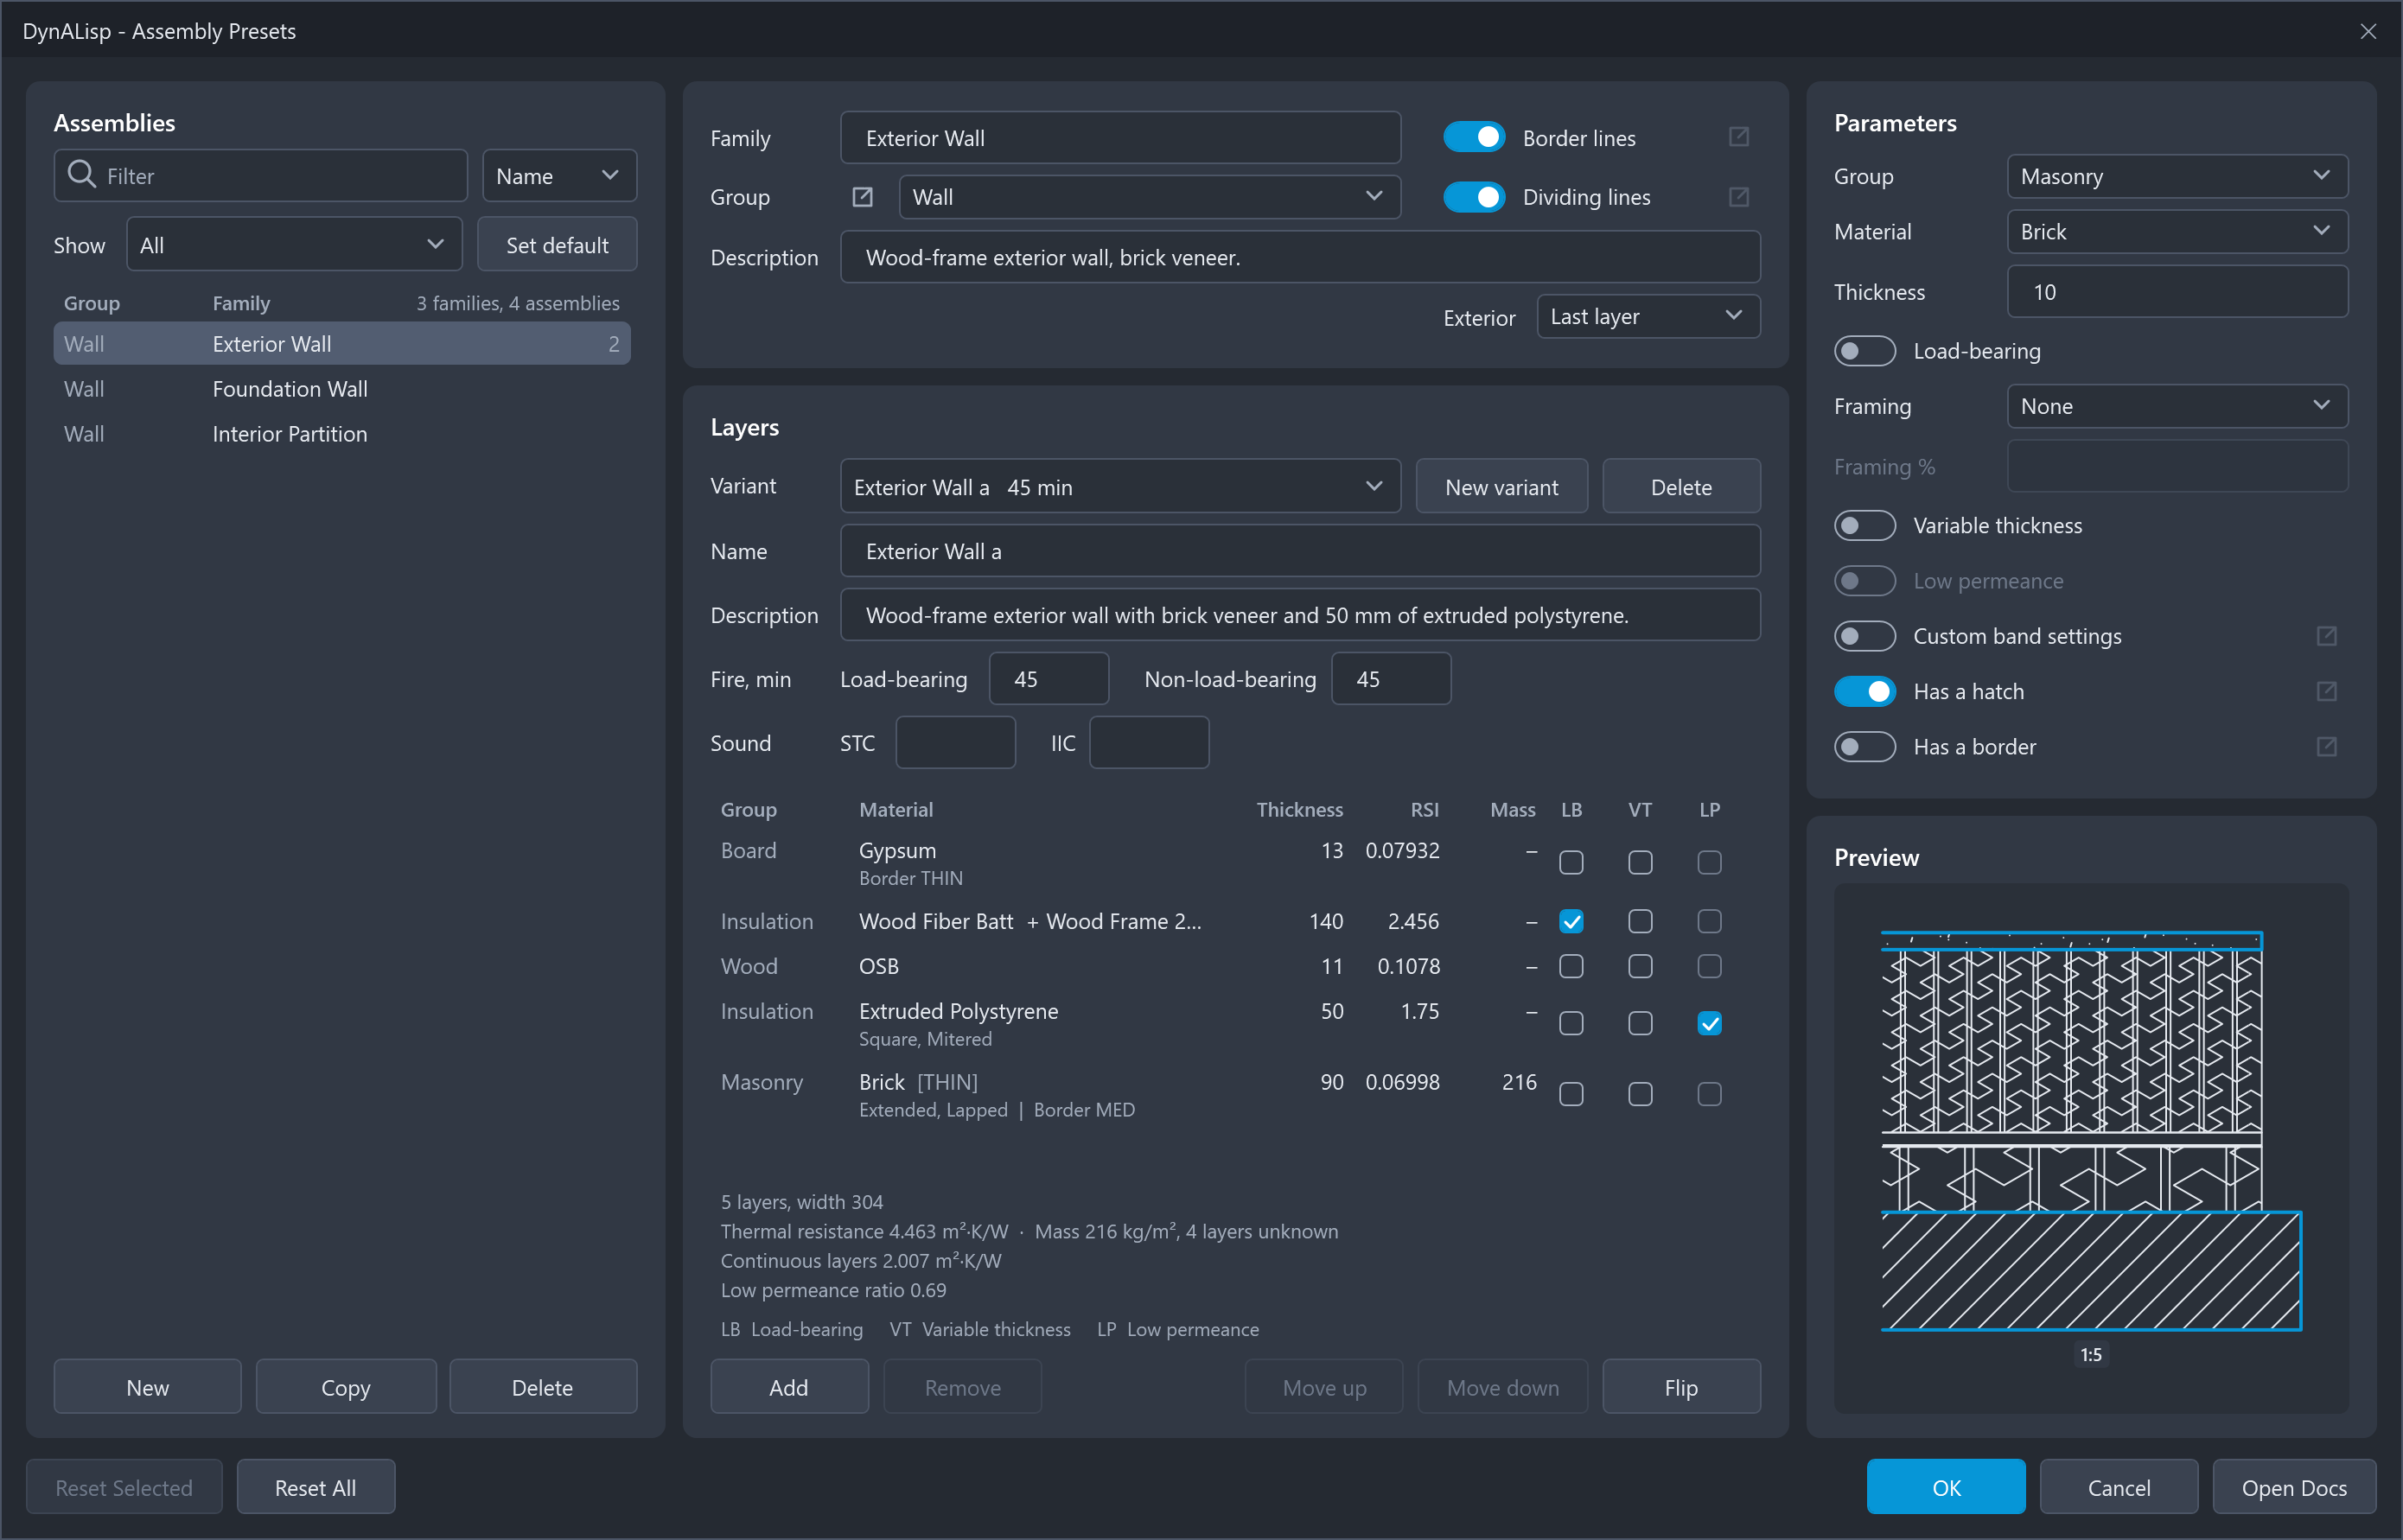 DynALisp - Assembly Presets
Assemblies
Filter
Name
Show
All
Set default
Group Family 3 families, 4 assemblies
Wall Exterior Wall 2
Wall Foundation Wall
Wall Interior Partition
New
Copy
Delete
Reset Selected
Reset All
Family
Exterior Wall
Border lines
Group
Wall
Dividing lines
Description
Wood-frame exterior wall, brick veneer.
Exterior
Last layer
Layers
Variant
Exterior Wall a 45 min
New variant
Delete
Name
Exterior Wall a
Description
Wood-frame exterior wall with brick veneer and 50 mm of extruded polystyrene.
Fire, min Load-bearing 45 Non-load-bearing 45
Sound STC IIC
Group Material Thickness RSI Mass LB VT LP
Board Gypsum 13 0.07932 –
Border THIN
Insulation Wood Fiber Batt + Wood Frame 2... 140 2.456 –
Wood OSB 11 0.1078 –
Insulation Extruded Polystyrene 50 1.75 –
Square, Mitered
Masonry Brick [THIN] 90 0.06998 216
Extended, Lapped | Border MED
5 layers, width 304
Thermal resistance 4.463 m²·K/W · Mass 216 kg/m², 4 layers unknown
Continuous layers 2.007 m²·K/W
Low permeance ratio 0.69
LB Load-bearing VT Variable thickness LP Low permeance
Add
Remove
Move up
Move down
Flip
Parameters
Group
Masonry
Material
Brick
Thickness
10
Load-bearing
Framing
None
Framing %
Variable thickness
Low permeance
Custom band settings
Has a hatch
Has a border
Preview
1:5
OK
Cancel
Open Docs